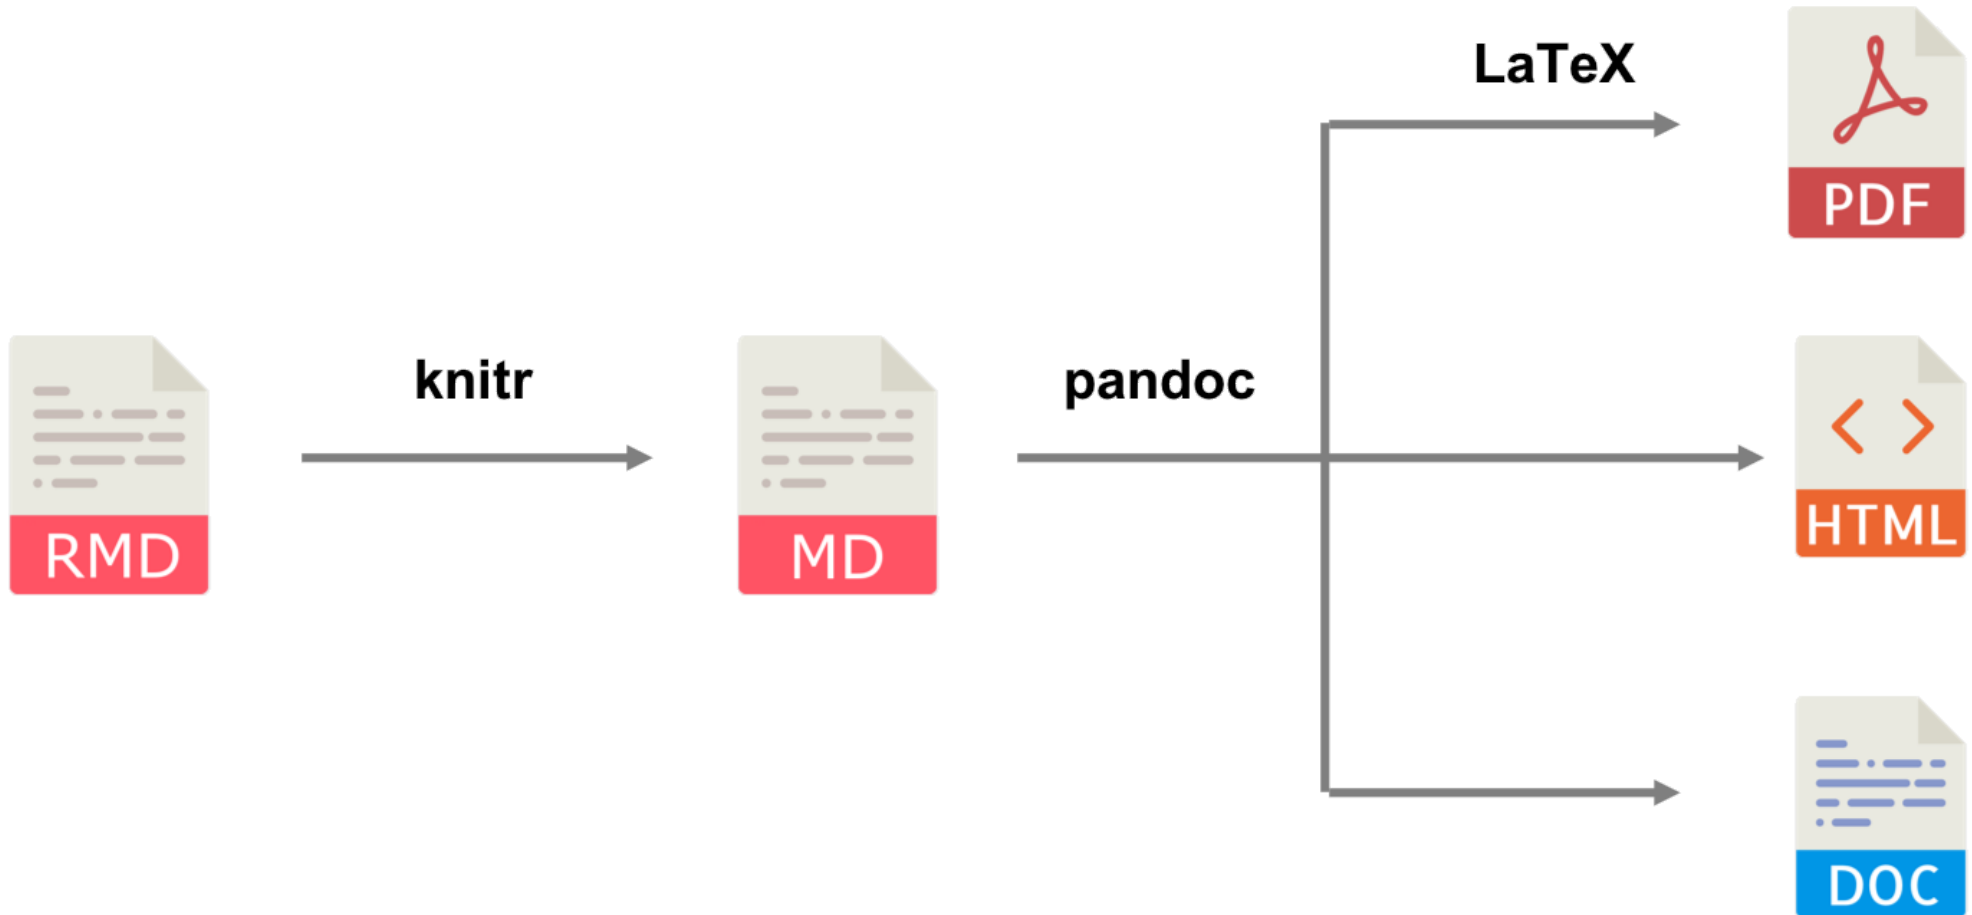 LaTeX
PDF
knitr
pandoc
RMD
MD
HTML
DOC